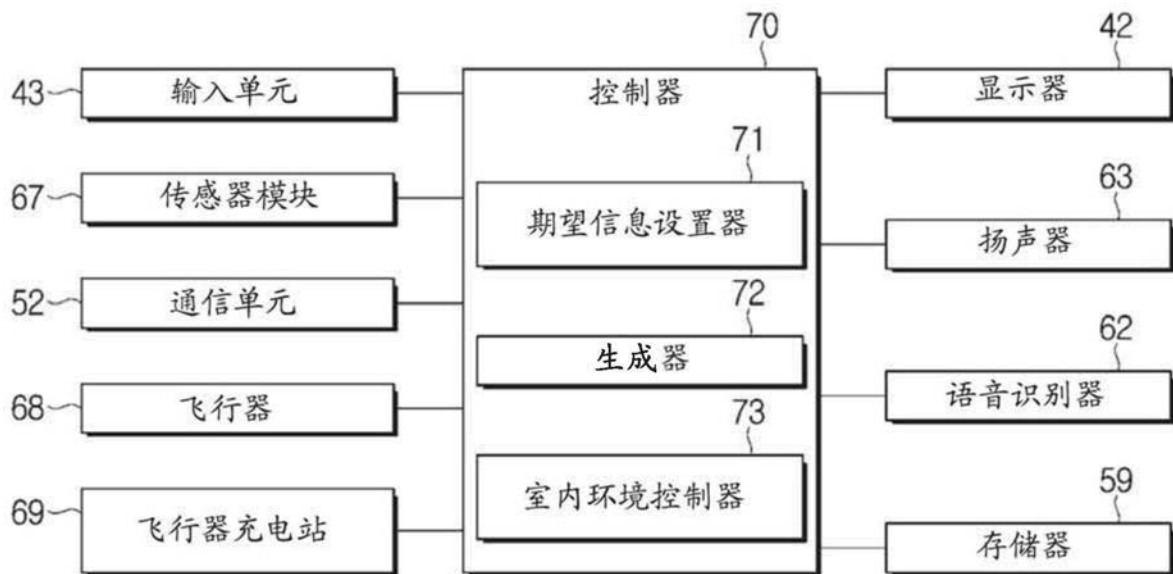 70
42
43
输入单元
控制器
显示器
71
67
传感器模块
63
期望信息设置器
扬声器
52
通信单元
72
生成器
62
68
飞行器
语音识别器
73
室内环境控制器
59
69
飞行器充电站
存储器